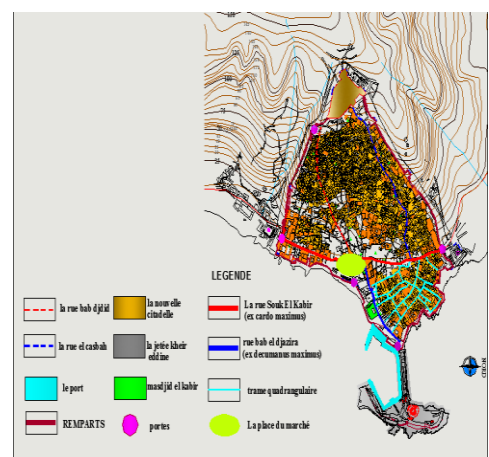 LEGENDE
la rue bab djdid
la nouvelle
citadelle
La rue Souk El Kabir
(ex cardo maximus)
la rue el casbah
la jetée kheir
eddine
rue bab el djazira
(ex decumanus maximus)
le port
masdjid el kabir
trame quadrangulaire
REMPARTS
portes
La place du marché